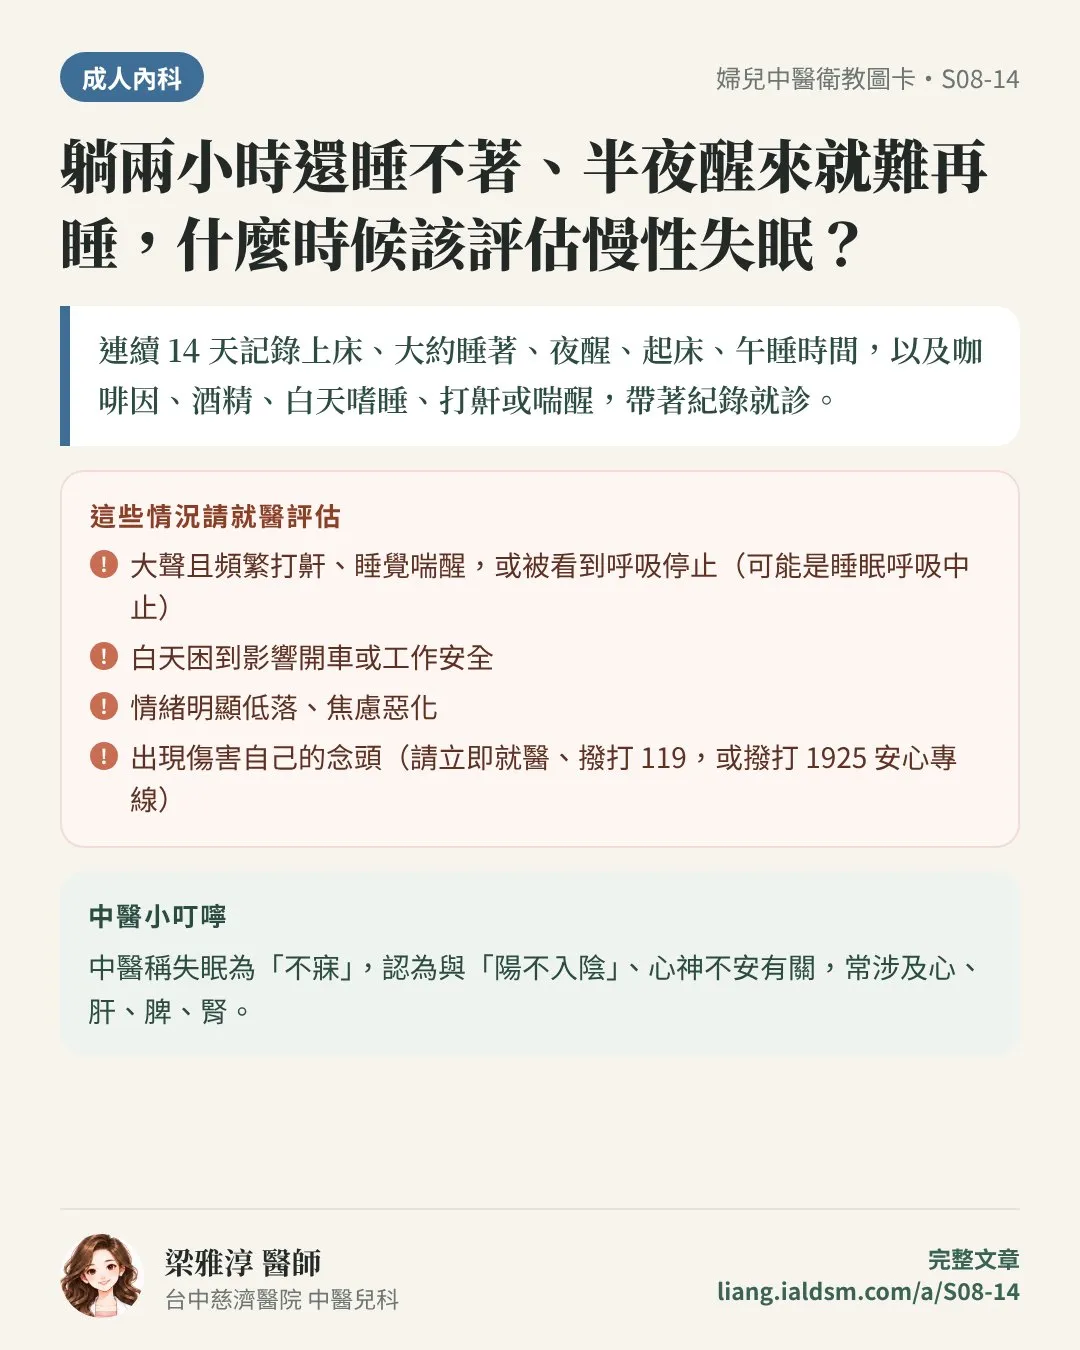 成人內科
婦兒中醫衛教圖卡・S08-14
躺兩小時還睡不著、半夜醒來就難再
睡，什麼時候該評估慢性失眠？
連續 14 天記錄上床、大約睡著、夜醒、起床、午睡時間，以及咖
啡因、酒精、白天嗜睡、打鼾或喘醒，帶著紀錄就診。
這些情況請就醫評估
! 大聲且頻繁打鼾、睡覺喘醒，或被看到呼吸停止（可能是睡眠呼吸中
止）
! 白天困到影響開車或工作安全
! 情緒明顯低落、焦慮惡化
! 出現傷害自己的念頭（請立即就醫、撥打 119，或撥打 1925 安心專
線）
中醫小叮嚀
中醫稱失眠為「不寐」，認為與「陽不入陰」、心神不安有關，常涉及心、
肝、脾、腎。
梁雅淳 醫師
台中慈濟醫院 中醫兒科
完整文章
liang.ialdsm.com/a/S08-14